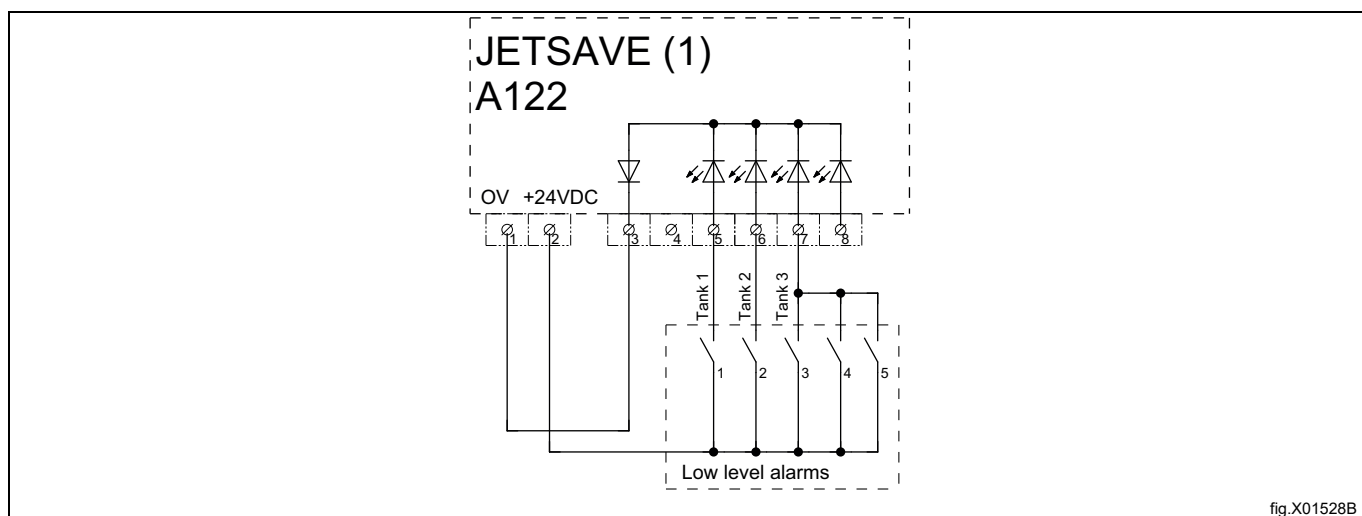 JETSAVE (1)
A122
OV +24VDC
1 2 3 4 5 6 7 8
Tank 1
Tank 2
Tank 3
1 2 3 4 5
Low level alarms
fig.X01528B